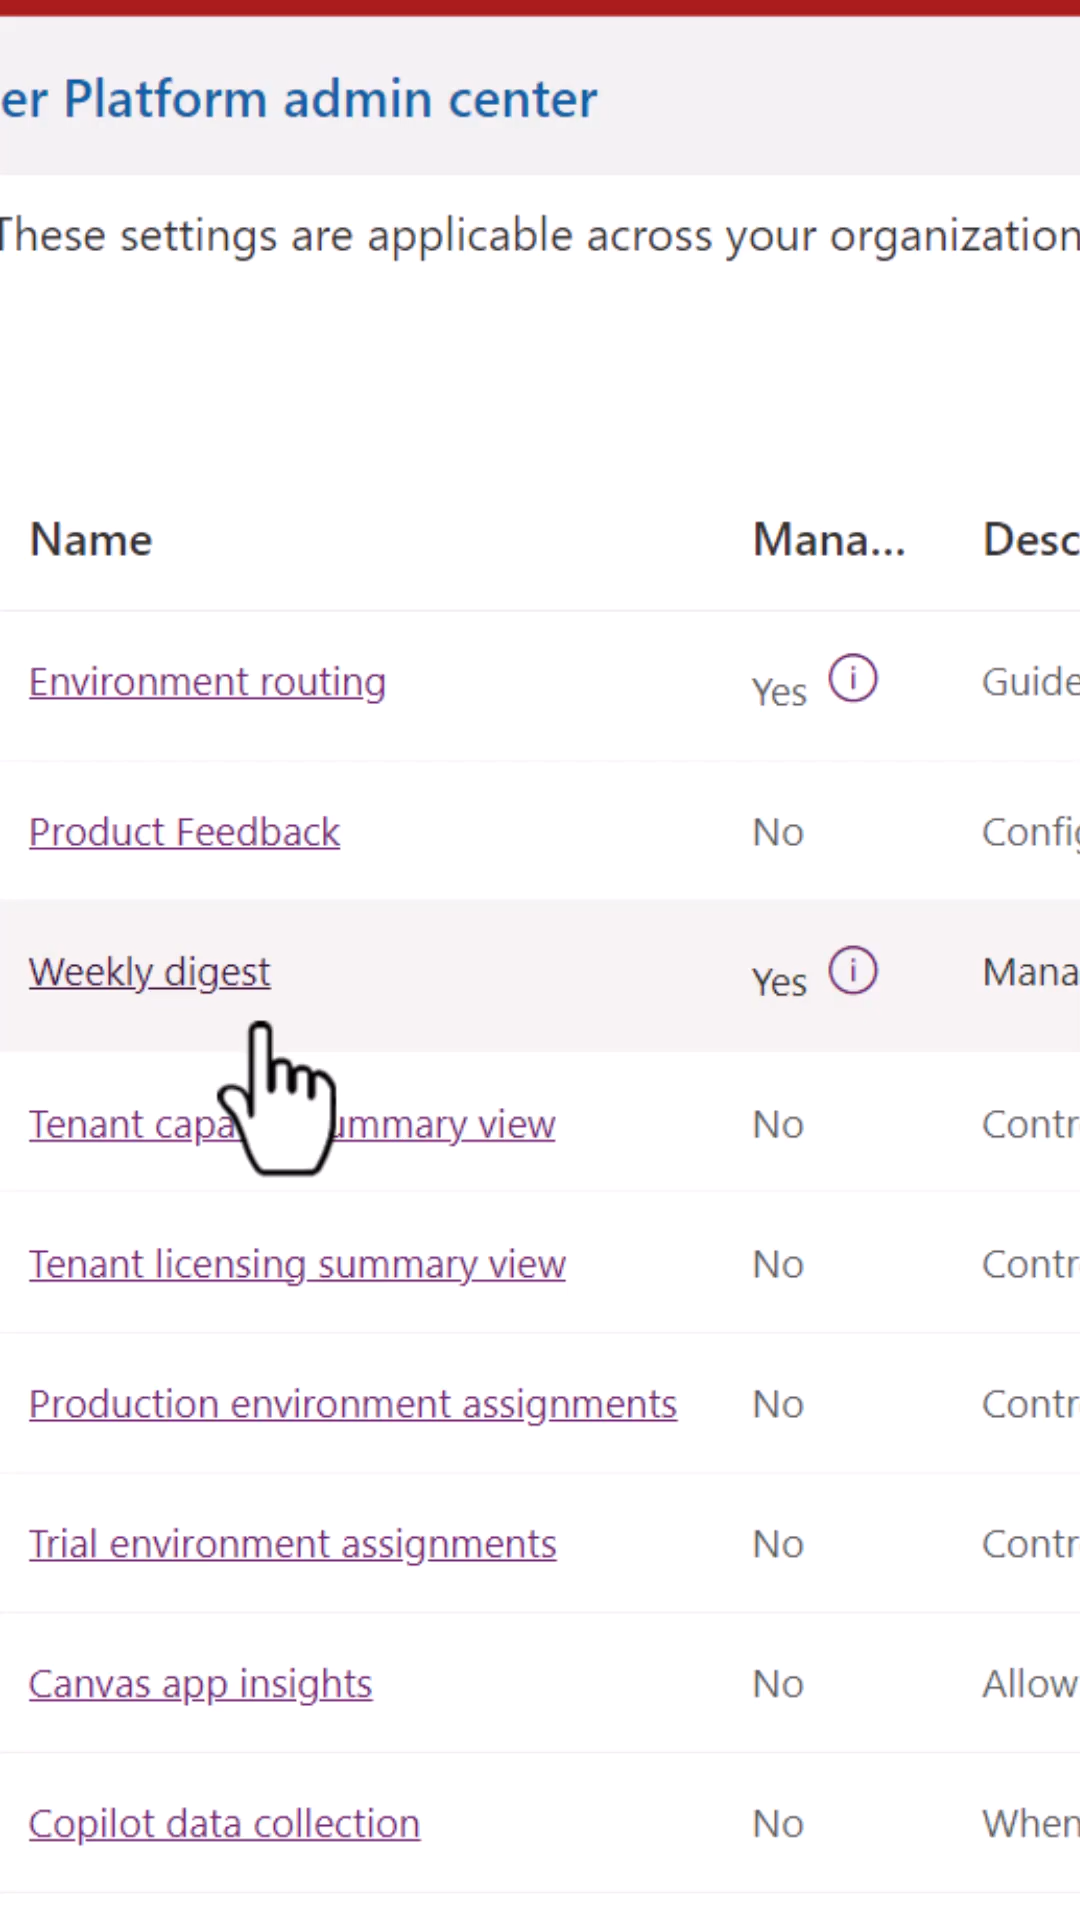 er Platform admin center
These settings are applicable across your organization
Name Mana... Desc
Environment routing Yes Guide
Product Feedback No Config
Weekly digest Yes Mana
Tenant capa ummary view No Contr
Tenant licensing summary view No Contr
Production environment assignments No Contr
Trial environment assignments No Contr
Canvas app insights No Allow
Copilot data collection No When